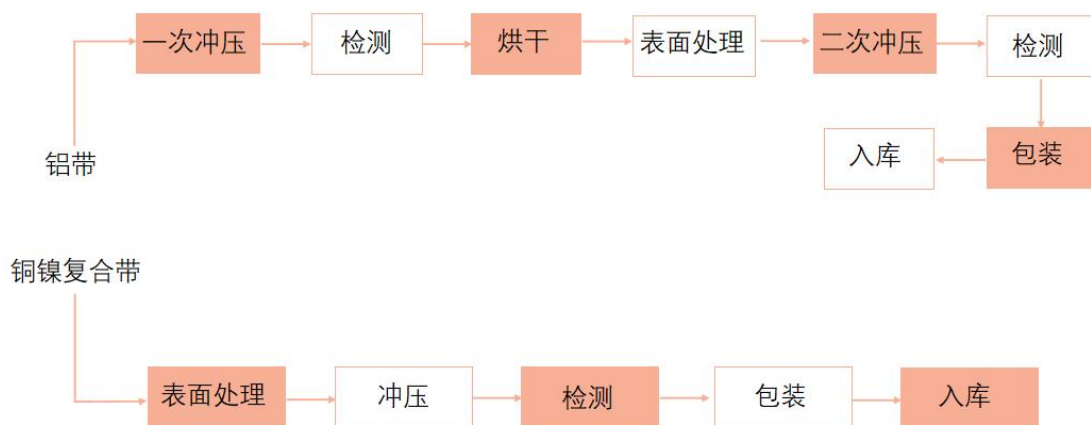 一次冲压
检测
烘干
表面处理
二次冲压
检测
铝带
入库
包装
铜镍复合带
表面处理
冲压
检测
包装
入库